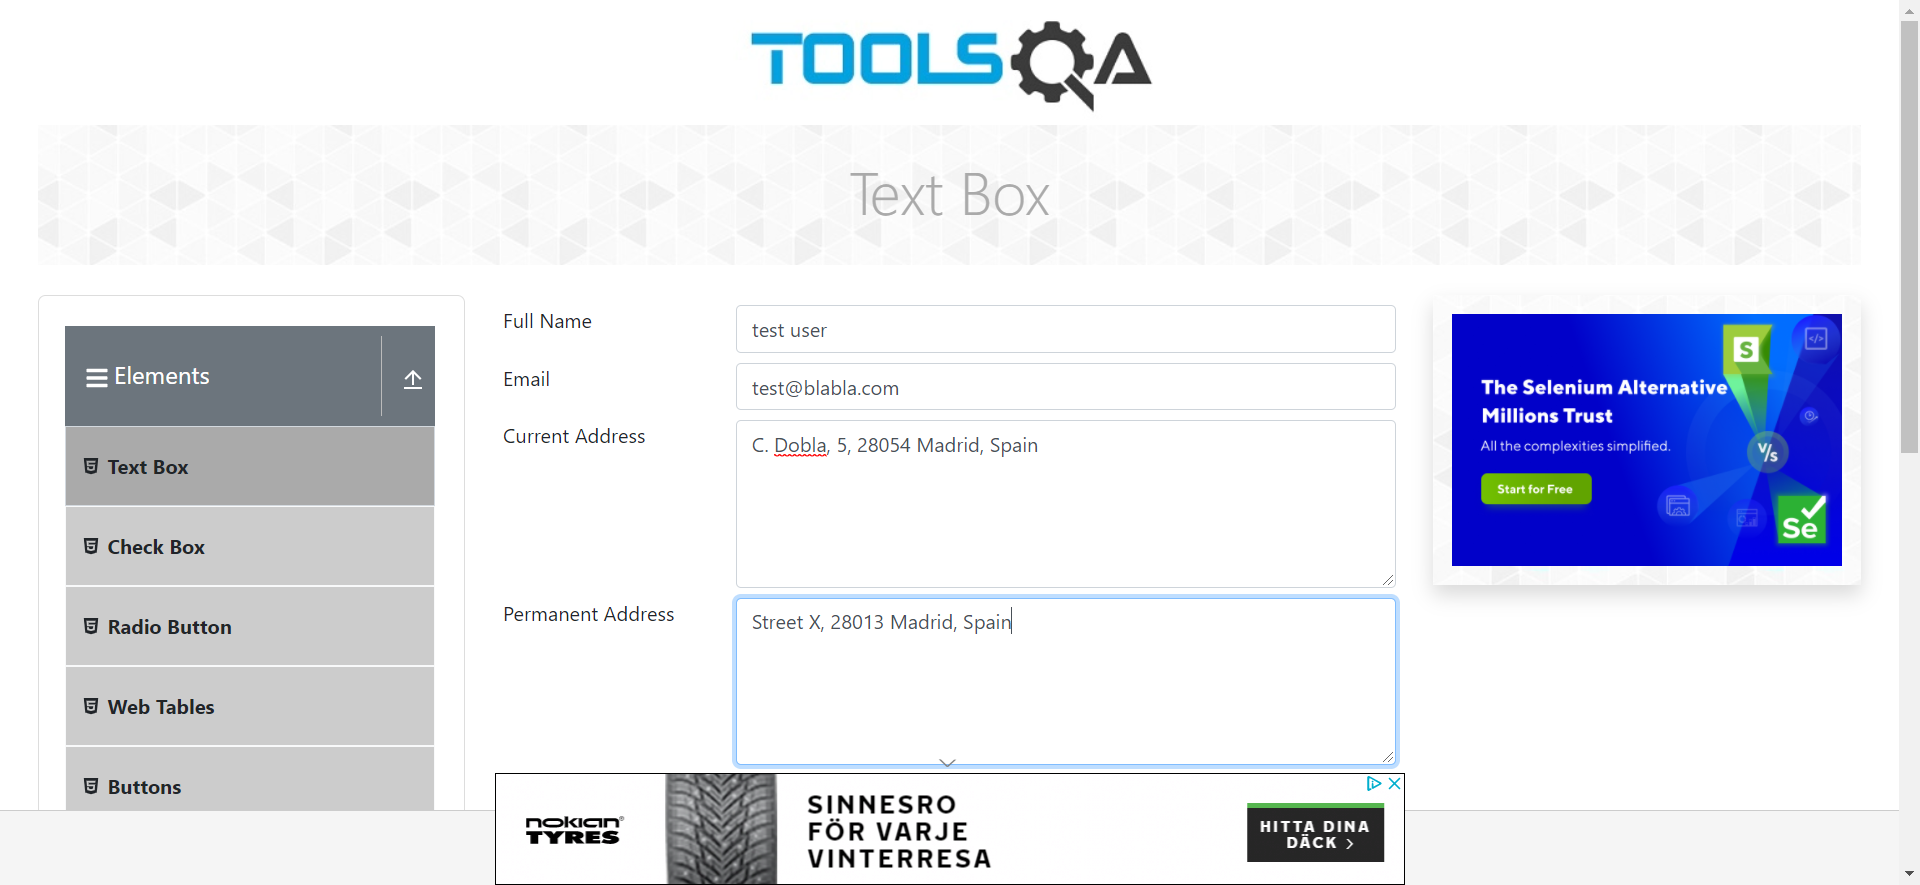 TOOLSQA
Text Box
Elements
Text Box
Check Box
Radio Button
Web Tables
Buttons
Full Name
test user
Email
test@blabla.com
Current Address
C. Dobla, 5, 28054 Madrid, Spain
Permanent Address
Street X, 28013 Madrid, Spain
The Selenium Alternative
Millions Trust
All the complexities simplified.
Start for Free
S
</>
V/s
Se
nokian®
TYRES
SINNESRO
FÖR VARJE
VINTERRESA
HITTA DINA
DÄCK >